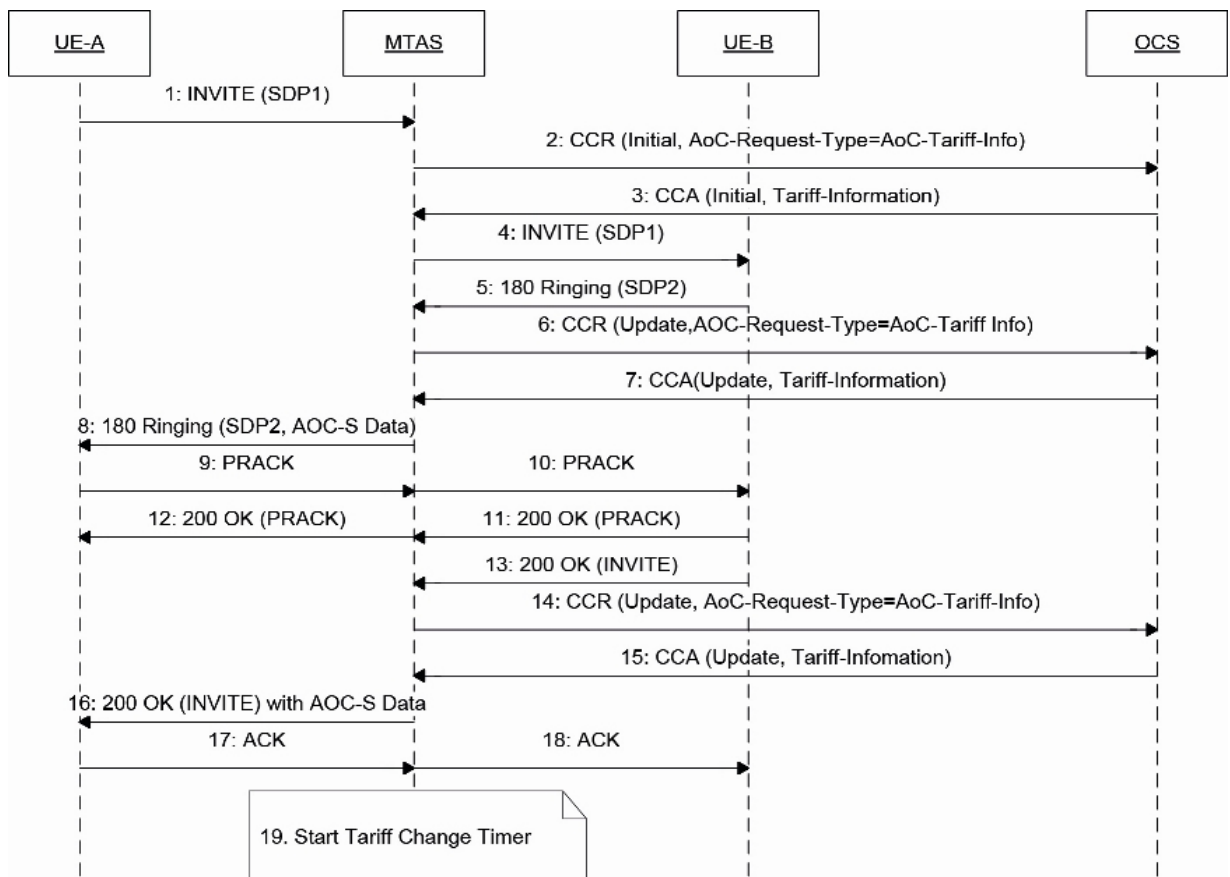 UE-A
MTAS
UE-B
OCS
1: INVITE (SDP1)
2: CCR (Initial, AoC-Request-Type=AoC-Tariff-Info)
3: CCA (Initial, Tariff-Information)
4: INVITE (SDP1)
5: 180 Ringing (SDP2)
6: CCR (Update,AOC-Request-Type=AoC-Tariff Info)
7: CCA(Update, Tariff-Information)
8: 180 Ringing (SDP2, AOC-S Data)
9: PRACK
10: PRACK
12: 200 OK (PRACK)
11: 200 OK (PRACK)
13: 200 OK (INVITE)
14: CCR (Update, AoC-Request-Type=AoC-Tariff-Info)
15: CCA (Update, Tariff-Infomation)
16: 200 OK (INVITE) with AOC-S Data
17: ACK
18: ACK
19. Start Tariff Change Timer